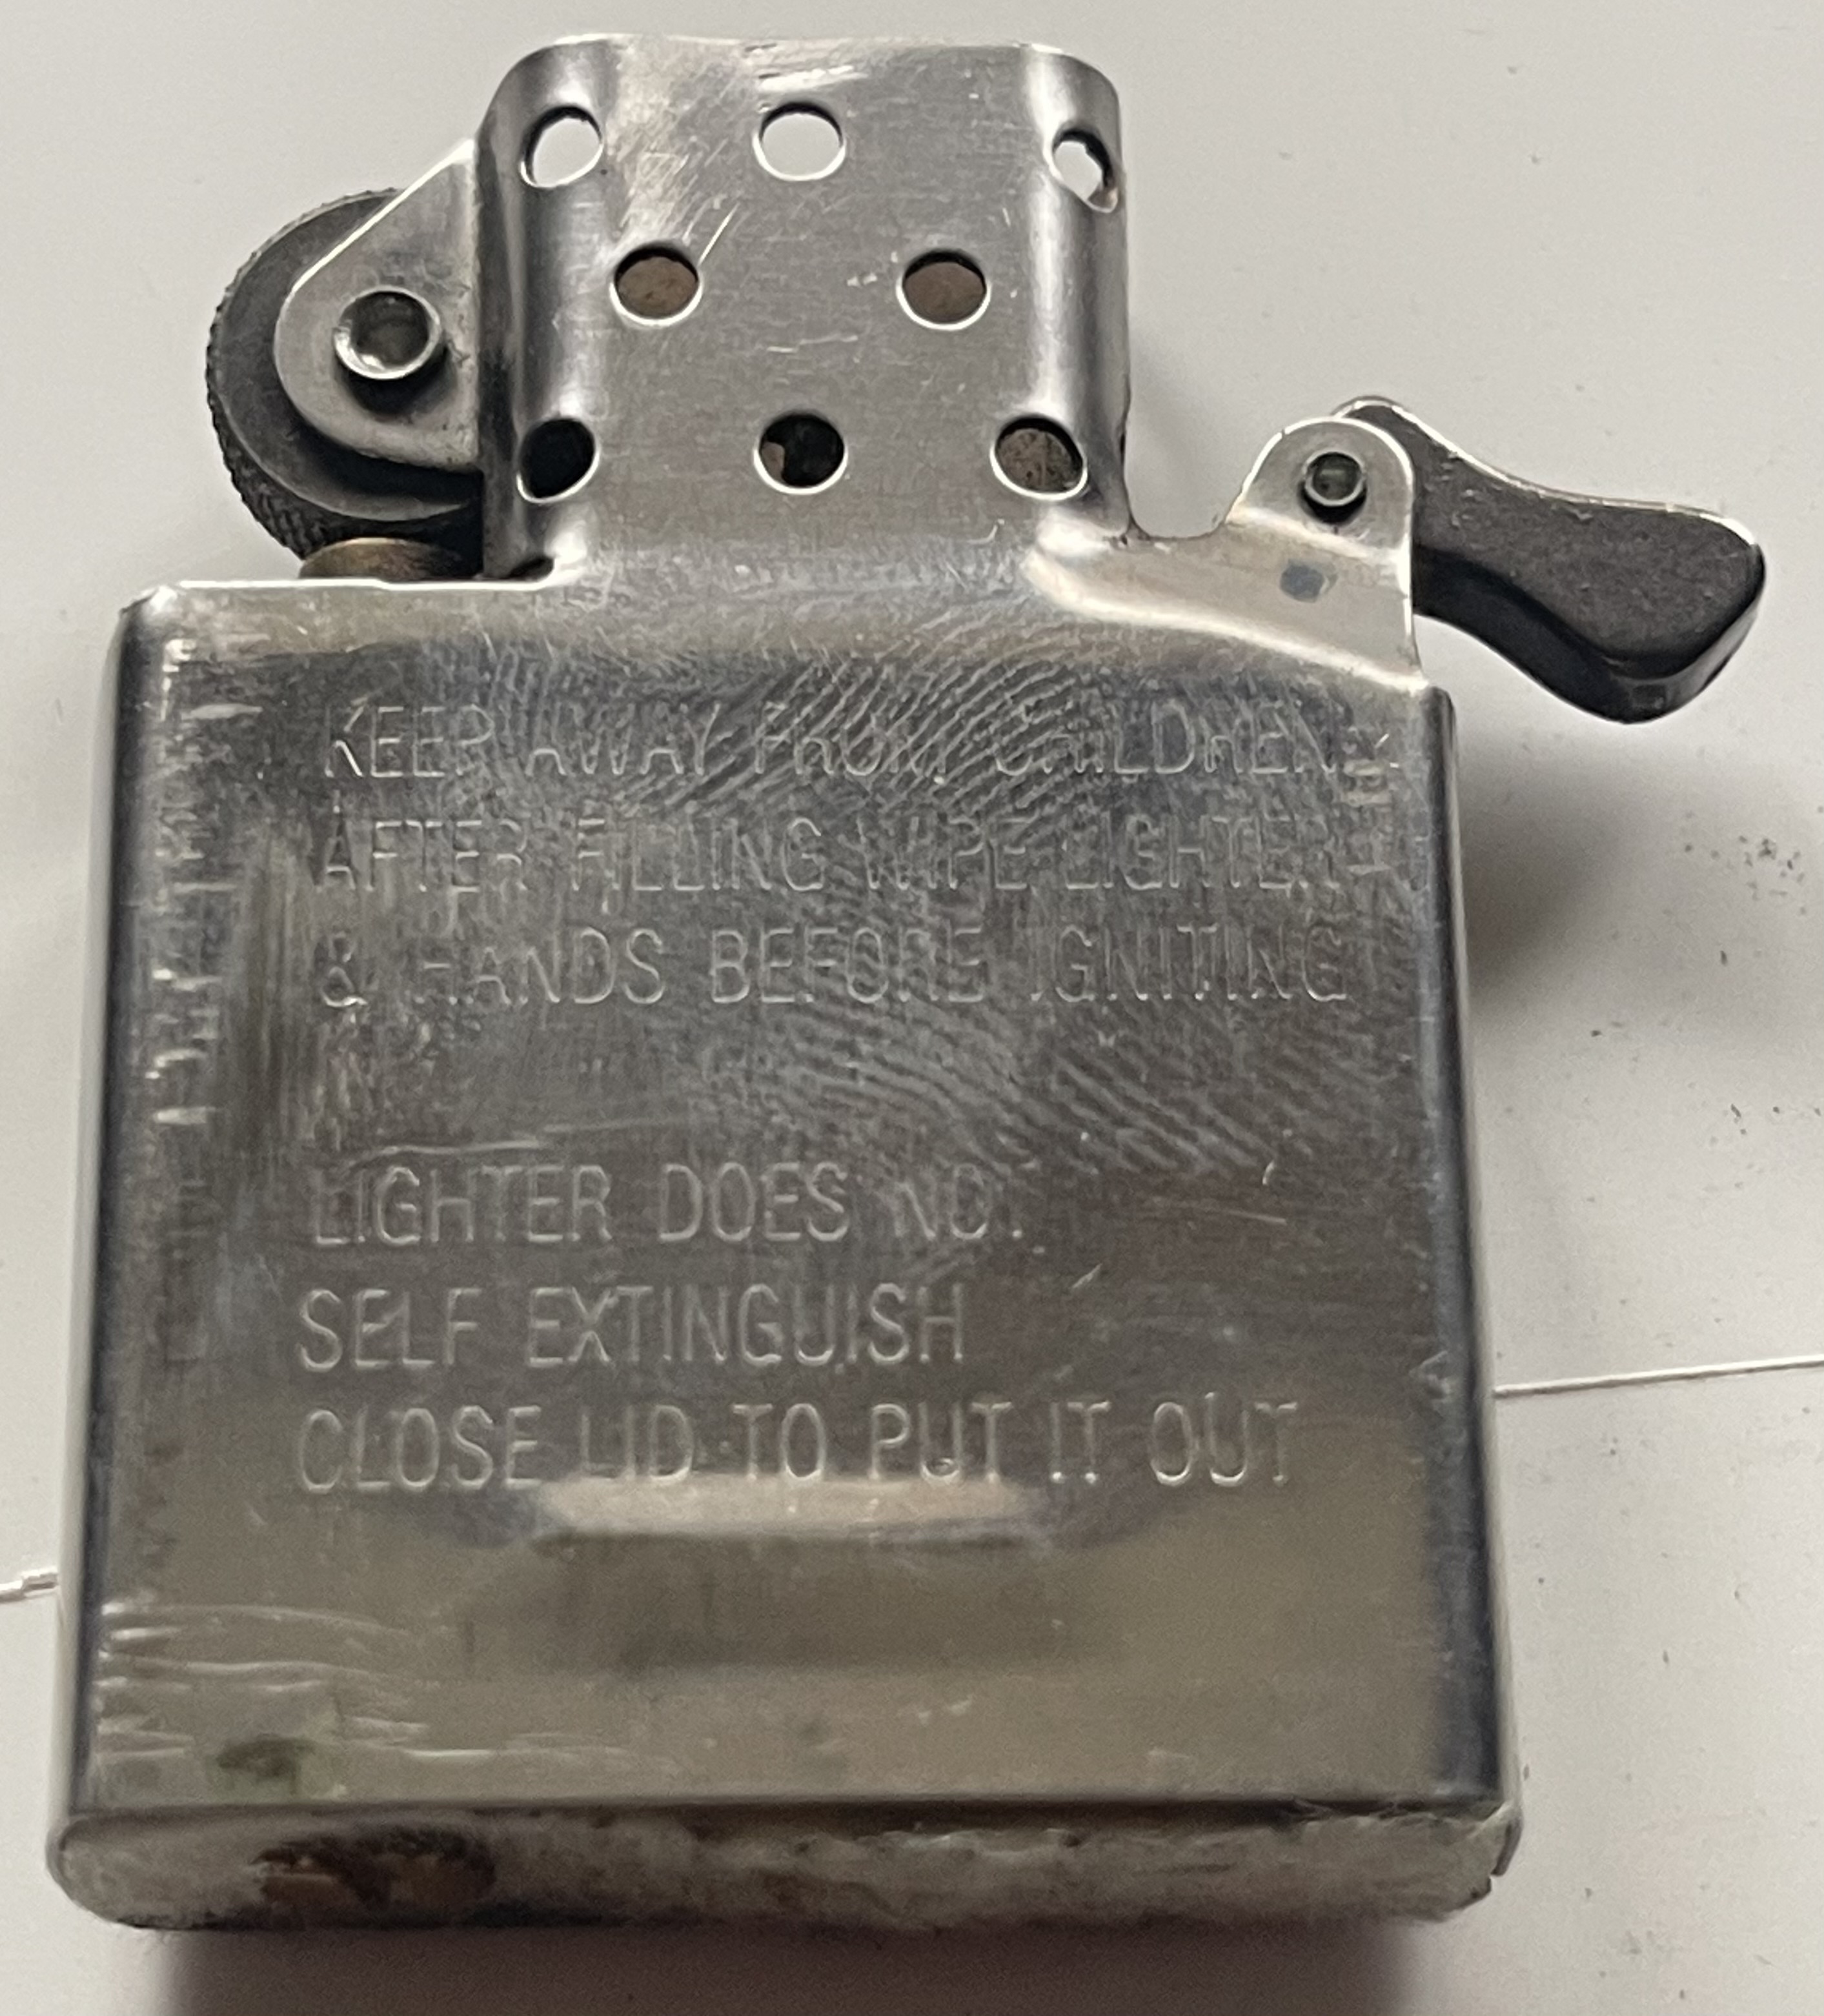 KEEP AWAY FROM CHILDREN
AFTER FILLING WIPE LIGHTER
& HANDS BEFORE IGNITING
LIGHTER DOES NO
SELF EXTINGUISH
CLOSE LID TO PUT IT OUT